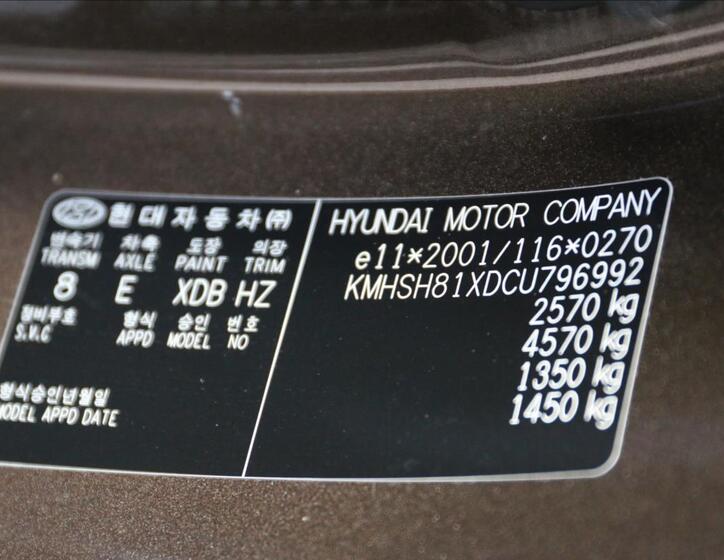 현대자동차(주)
변속기 차축 도장 의장
TRANSM AXLE PAINT TRIM
8 E XDB HZ
정비부호 형식 승인 번호
S.V.C APPD MODEL NO
형식승인년월일
MODEL APPD DATE
HYUNDAI MOTOR COMPANY
e11*2001/116*0270
KMHSH81XDCU796992
2570 kg
4570 kg
1350 kg
1450 kg